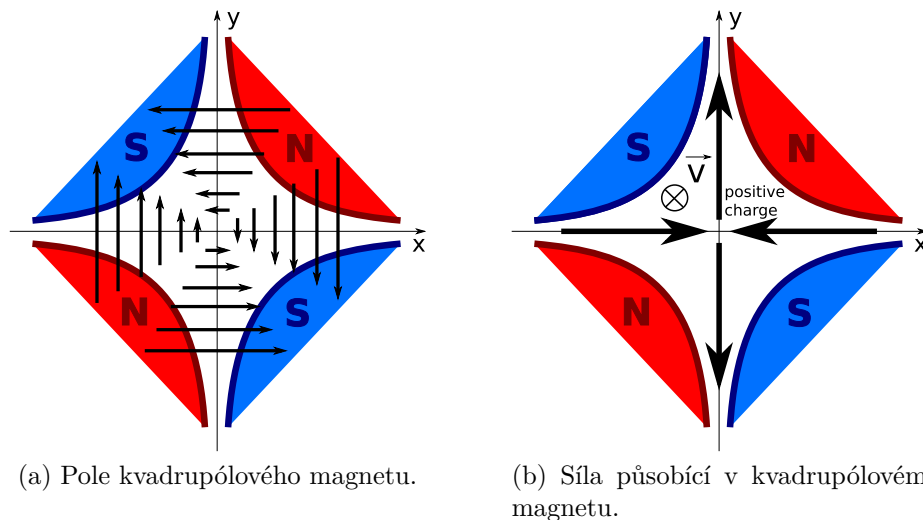 y
S
N
x
N
S
(a) Pole kvadrupólového magnetu.
y
S
N
v
positive
charge
x
N
S
(b) Síla působící v kvadrupólovém
magnetu.